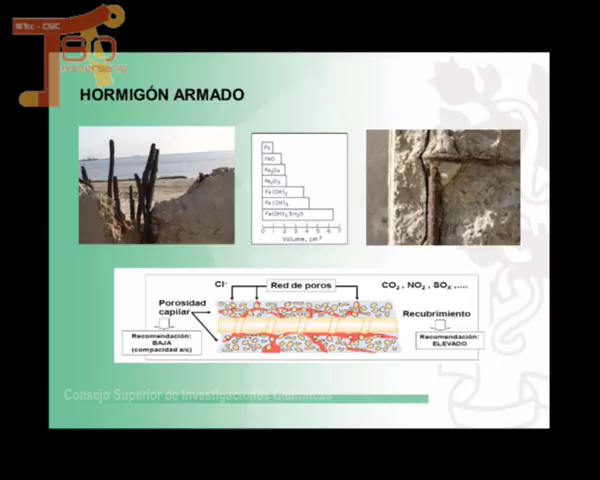 IETcc - CSIC
80
HORMIGÓN ARMADO
Fe
FeO
Fe₃O₄
Fe₂O₃
Fe(OH)₂
Fe(OH)₃
Fe(OH)₃3H₂O
0 1 2 3 4 5 6 7
Volume, cm³
Cl⁻
Red de poros
CO₂ , NO₂ , SOₓ ,....
Porosidad
capilar
Recubrimiento
Recomendación:
BAJA
(compacidad a/c)
Recomendación:
ELEVADO
Consejo Superior de Investigaciones Científicas